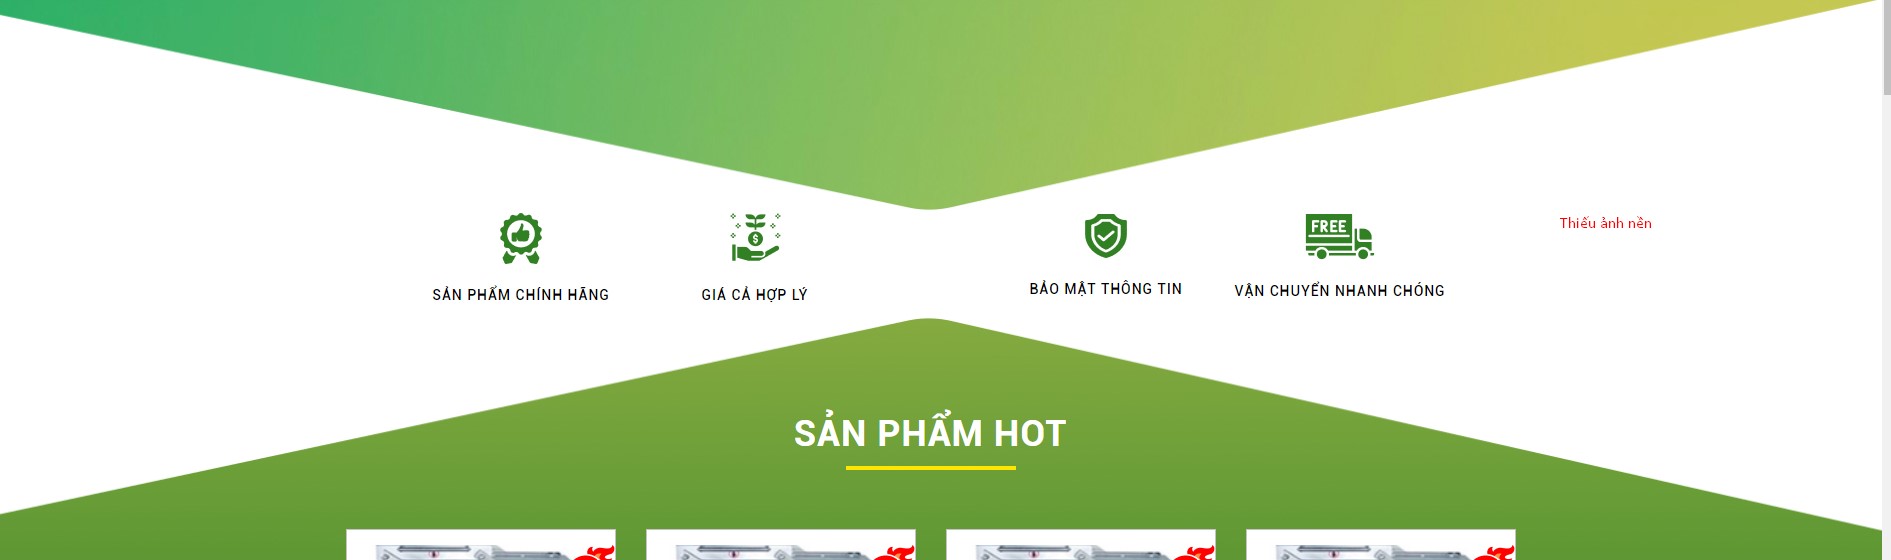 FREE
Thiếu ảnh nền
$
SẢN PHẨM CHÍNH HÃNG
GIÁ CẢ HỢP LÝ
BẢO MẬT THÔNG TIN
VẬN CHUYỂN NHANH CHÓNG
SẢN PHẨM HOT